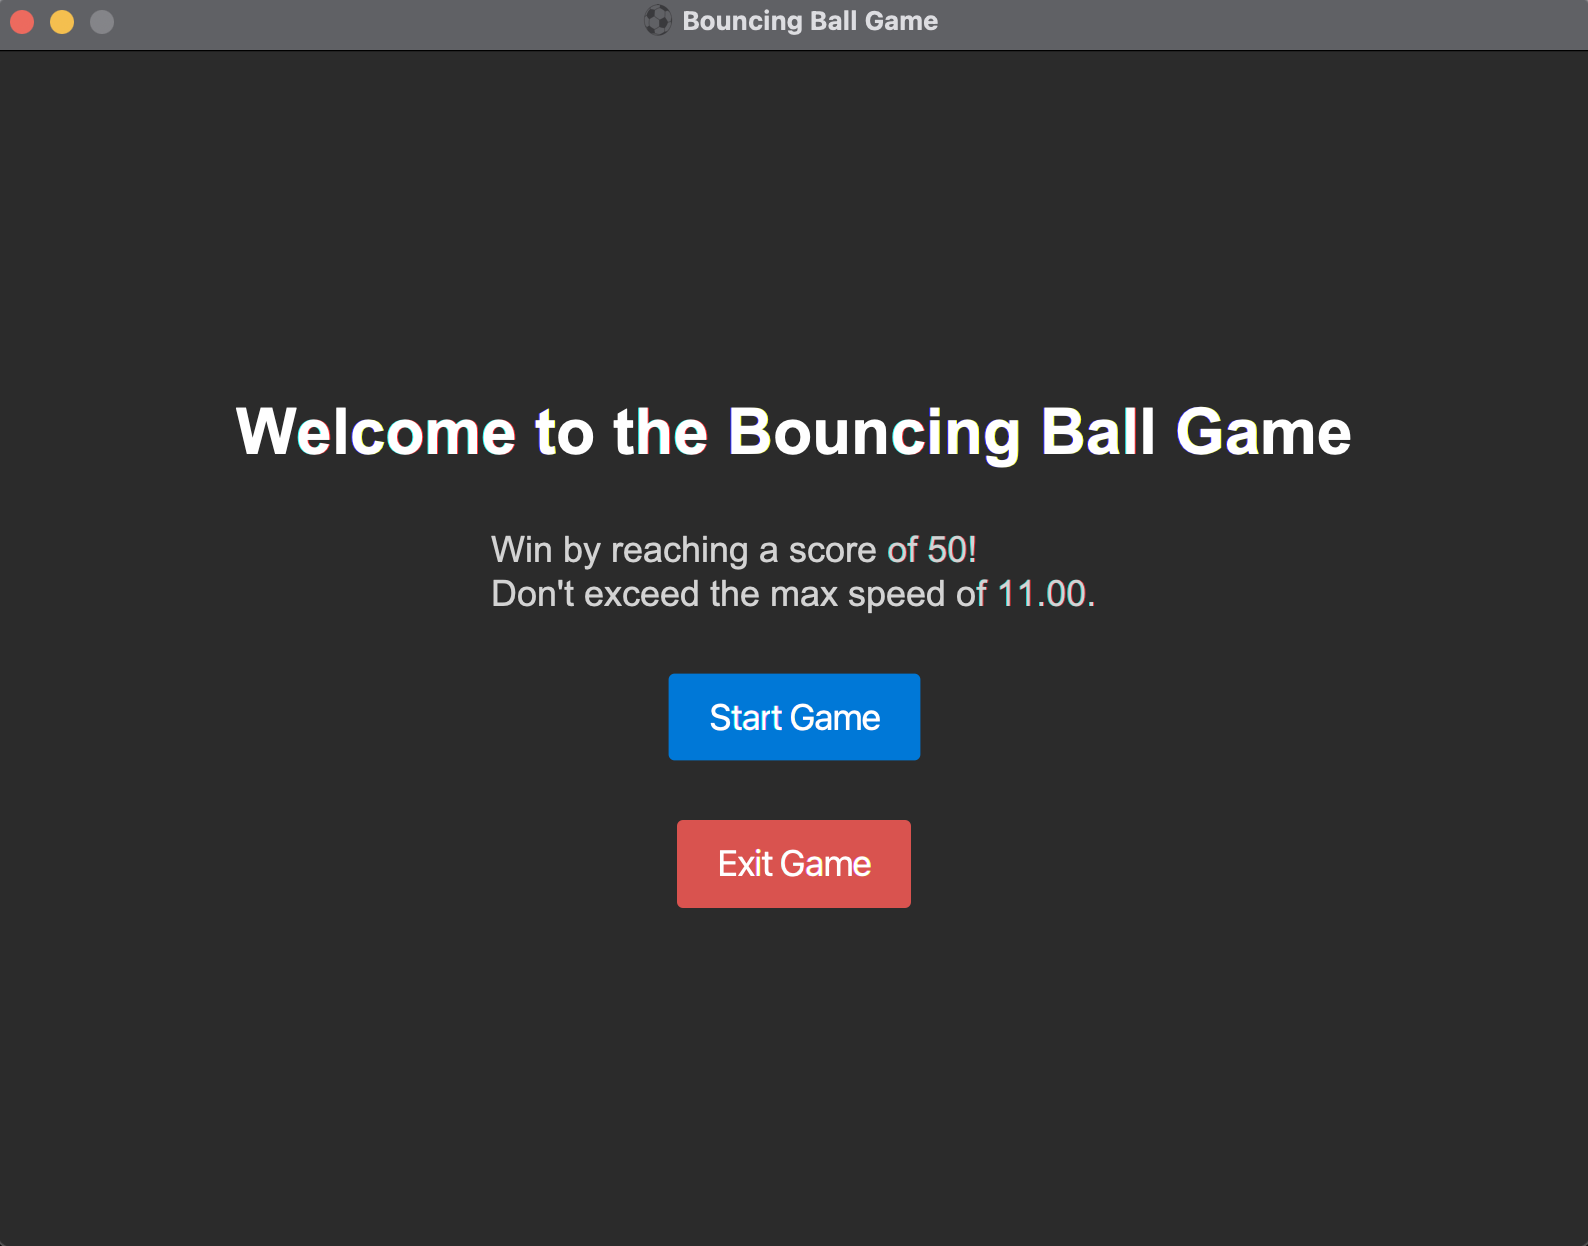 Bouncing Ball Game
Welcome to the Bouncing Ball Game
Win by reaching a score of 50!
Don't exceed the max speed of 11.00.
Start Game
Exit Game